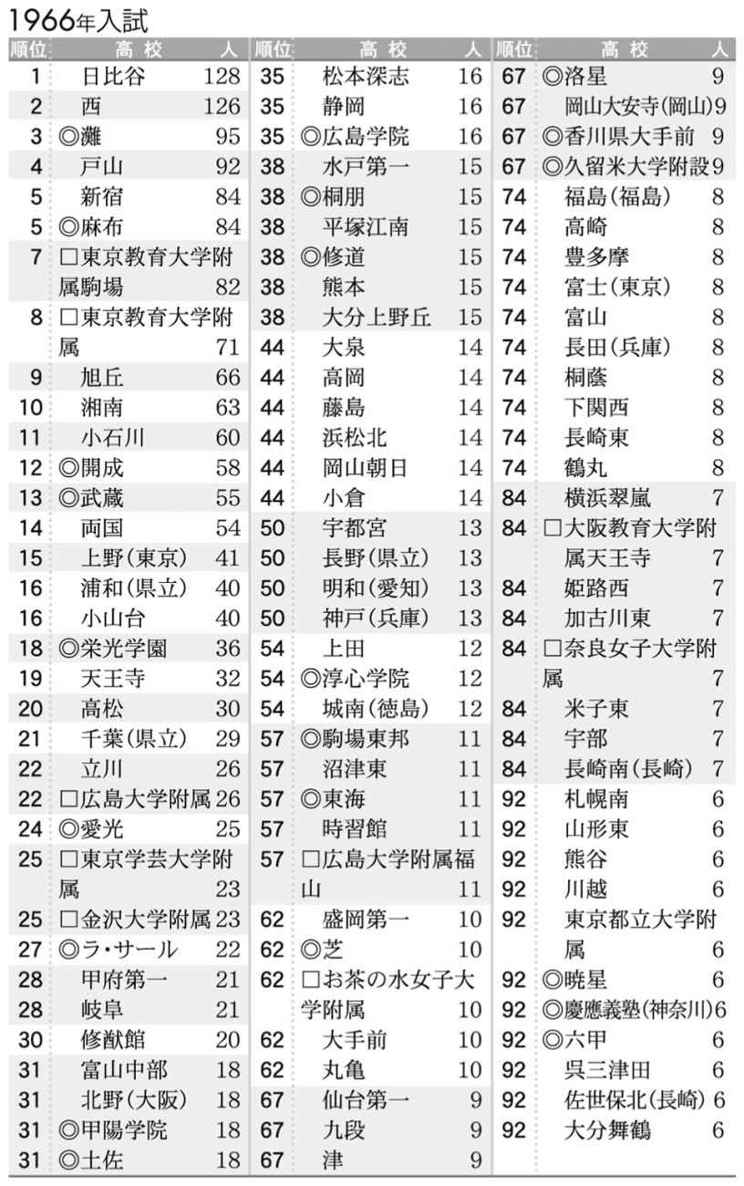 1966年入試
順位 高校 人
1 日比谷 128
2 西 126
3 ◎灘 95
4 戸山 92
5 新宿 84
5 ◎麻布 84
7 □東京教育大学附
属駒場 82
8 □東京教育大学附
属 71
9 旭丘 66
10 湘南 63
11 小石川 60
12 ◎開成 58
13 ◎武蔵 55
14 両国 54
15 上野(東京) 41
16 浦和(県立) 40
16 小山台 40
18 ◎栄光学園 36
19 天王寺 32
20 高松 30
21 千葉(県立) 29
22 立川 26
22 □広島大学附属 26
24 ◎愛光 25
25 □東京学芸大学附
属 23
25 □金沢大学附属 23
27 ◎ラ・サール 22
28 甲府第一 21
28 岐阜 21
30 修猷館 20
31 富山中部 18
31 北野(大阪) 18
31 ◎甲陽学院 18
31 ◎土佐 18
順位 高校 人
35 松本深志 16
35 静岡 16
35 ◎広島学院 16
38 水戸第一 15
38 ◎桐朋 15
38 平塚江南 15
38 ◎修道 15
38 熊本 15
38 大分上野丘 15
44 大泉 14
44 高岡 14
44 藤島 14
44 浜松北 14
44 岡山朝日 14
44 小倉 14
50 宇都宮 13
50 長野(県立) 13
50 明和(愛知) 13
50 神戸(兵庫) 13
54 上田 12
54 ◎淳心学院 12
54 城南(徳島) 12
57 ◎駒場東邦 11
57 沼津東 11
57 ◎東海 11
57 時習館 11
57 □広島大学附属福
山 11
62 盛岡第一 10
62 ◎芝 10
62 □お茶の水女子大
学附属 10
62 大手前 10
62 丸亀 10
67 仙台第一 9
67 九段 9
67 津 9
順位 高校 人
67 ◎洛星 9
67 岡山大安寺(岡山) 9
67 ◎香川県大手前 9
67 ◎久留米大学附設 9
74 福島(福島) 8
74 高崎 8
74 豊多摩 8
74 富士(東京) 8
74 富山 8
74 長田(兵庫) 8
74 桐蔭 8
74 下関西 8
74 長崎東 8
74 鶴丸 8
84 横浜翠嵐 7
84 □大阪教育大学附
属天王寺 7
84 姫路西 7
84 加古川東 7
84 □奈良女子大学附
属 7
84 米子東 7
84 宇部 7
84 長崎南(長崎) 7
92 札幌南 6
92 山形東 6
92 熊谷 6
92 川越 6
92 東京都立大学附
属 6
92 ◎暁星 6
92 ◎慶應義塾(神奈川) 6
92 ◎六甲 6
92 呉三津田 6
92 佐世保北(長崎) 6
92 大分舞鶴 6